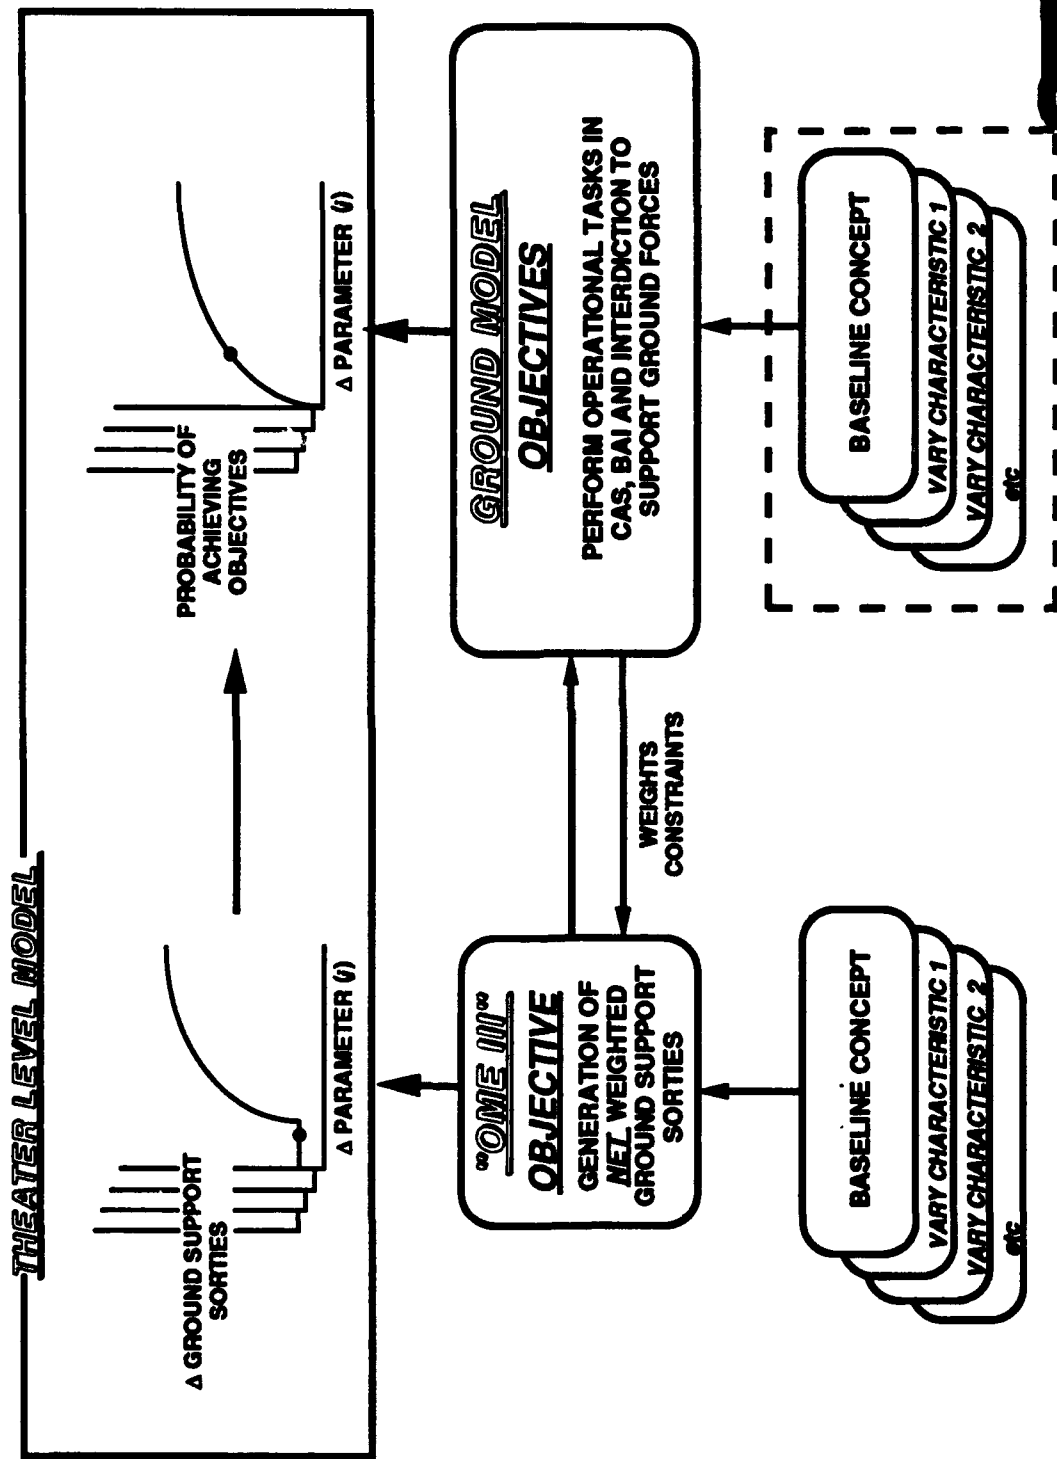 THEATER LEVEL MODEL
Δ GROUND SUPPORT
SORTIES
Δ PARAMETER (j)
PROBABILITY OF
ACHIEVING
OBJECTIVES
Δ PARAMETER (j)
"OME III"
OBJECTIVE
GENERATION OF
NET WEIGHTED
GROUND SUPPORT
SORTIES
WEIGHTS
CONSTRAINTS
GROUND MODEL
OBJECTIVES
PERFORM OPERATIONAL TASKS IN
CAS, BAI AND INTERDICTION TO
SUPPORT GROUND FORCES
BASELINE CONCEPT
VARY CHARACTERISTIC 1
VARY CHARACTERISTIC 2
etc
BASELINE CONCEPT
VARY CHARACTERISTIC 1
VARY CHARACTERISTIC 2
etc